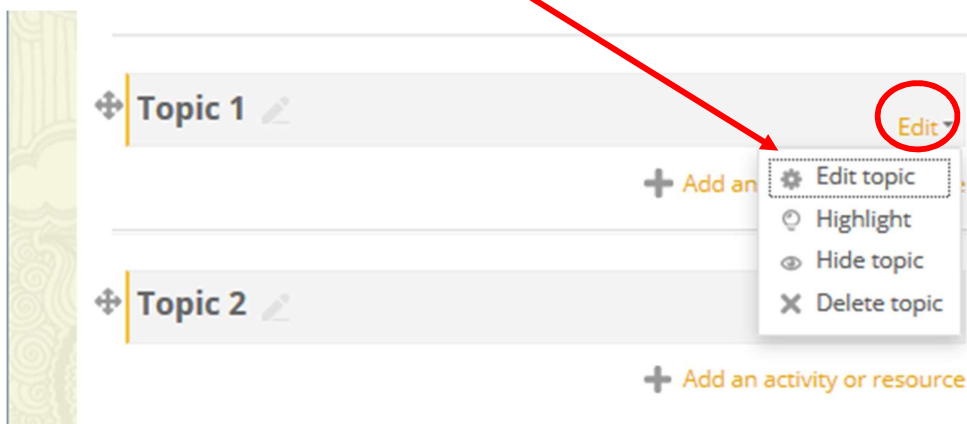 Topic 1
Edit
Add an
Edit topic
Highlight
Hide topic
Delete topic
Topic 2
Add an activity or resource